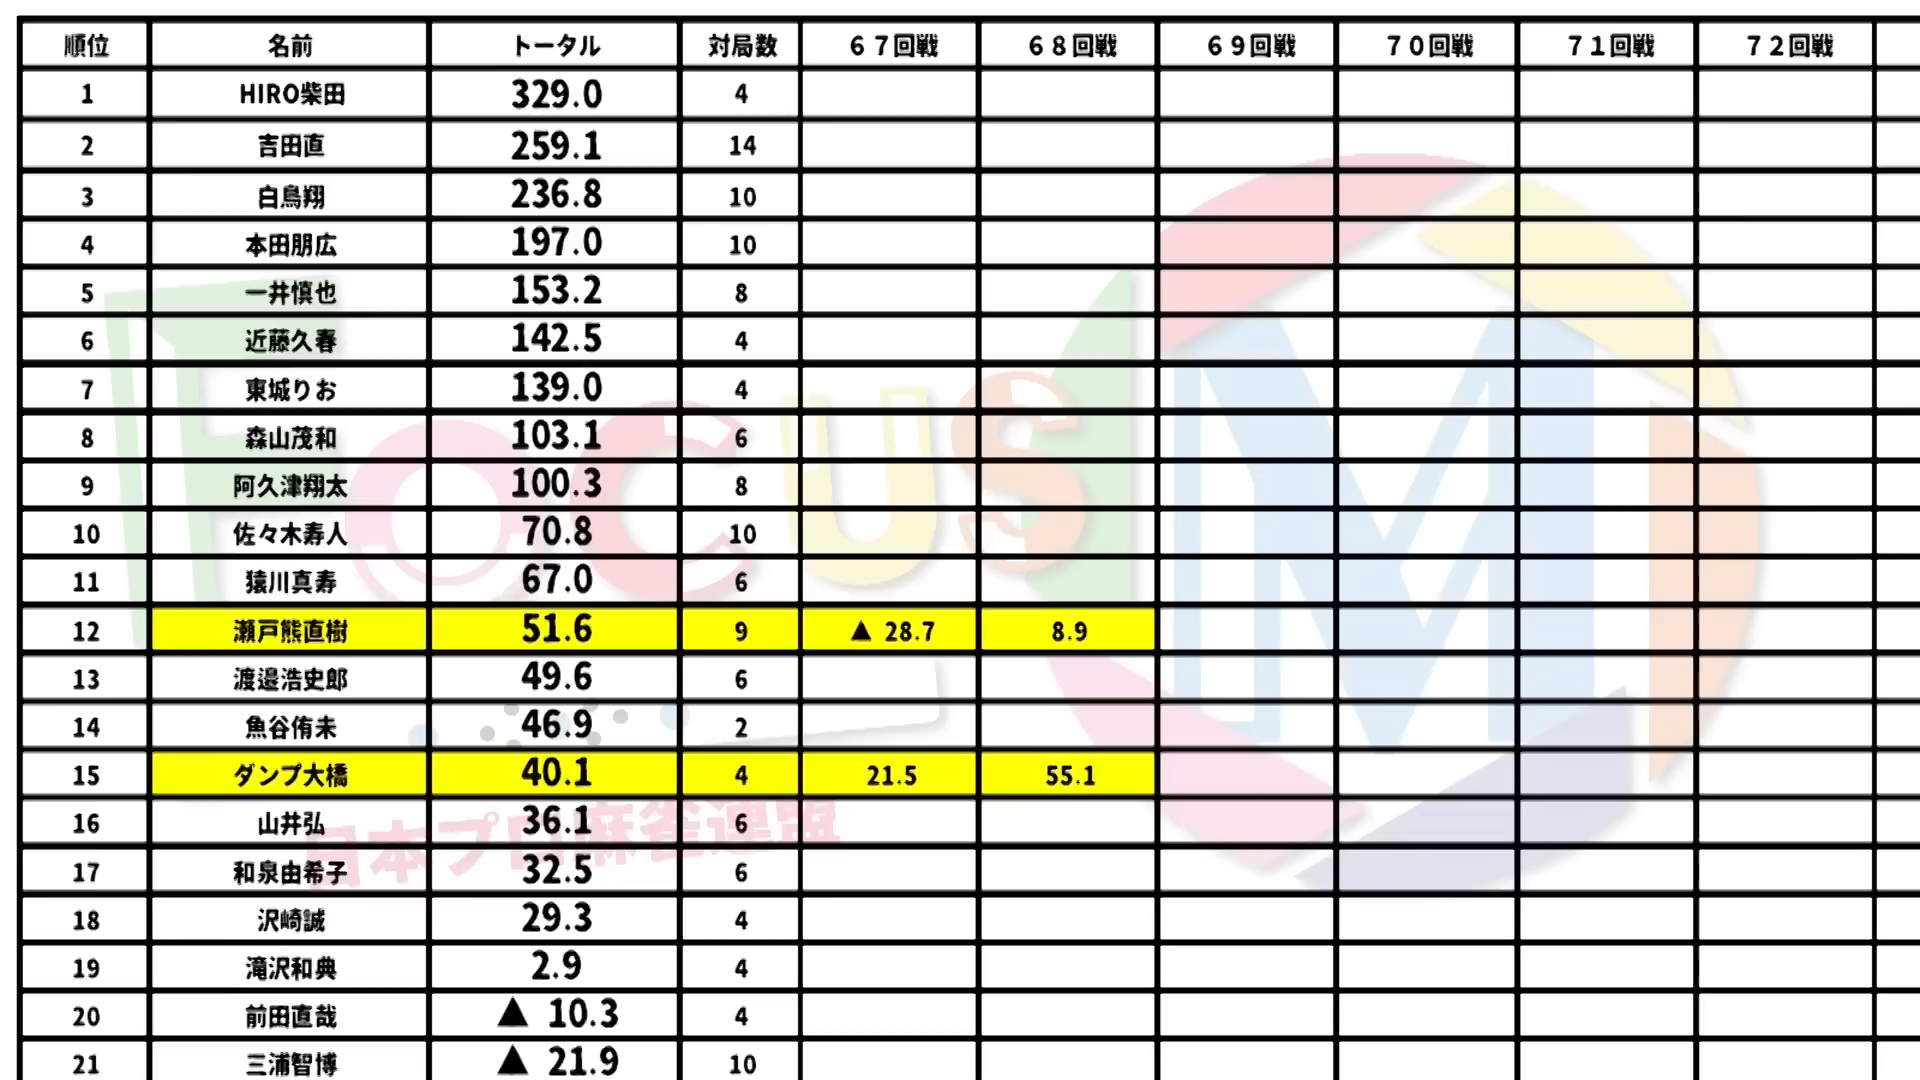 順位 名前 トータル 対局数 ６７回戦 ６８回戦 ６９回戦 ７０回戦 ７１回戦 ７２回戦
1 HIRO柴田 329.0 4
2 吉田直 259.1 14
3 白鳥翔 236.8 10
4 本田朋広 197.0 10
5 一井慎也 153.2 8
6 近藤久春 142.5 4
7 東城りお 139.0 4
8 森山茂和 103.1 6
9 阿久津翔太 100.3 8
10 佐々木寿人 70.8 10
11 猿川真寿 67.0 6
12 瀬戸熊直樹 51.6 9 ▲ 28.7 8.9
13 渡邉浩史郎 49.6 6
14 魚谷侑未 46.9 2
15 ダンプ大橋 40.1 4 21.5 55.1
16 山井弘 36.1 6
17 和泉由希子 32.5 6
18 沢崎誠 29.3 4
19 滝沢和典 2.9 4
20 前田直哉 ▲ 10.3 4
21 三浦智博 ▲ 21.9 10
FOCUS M
日本プロ麻雀連盟